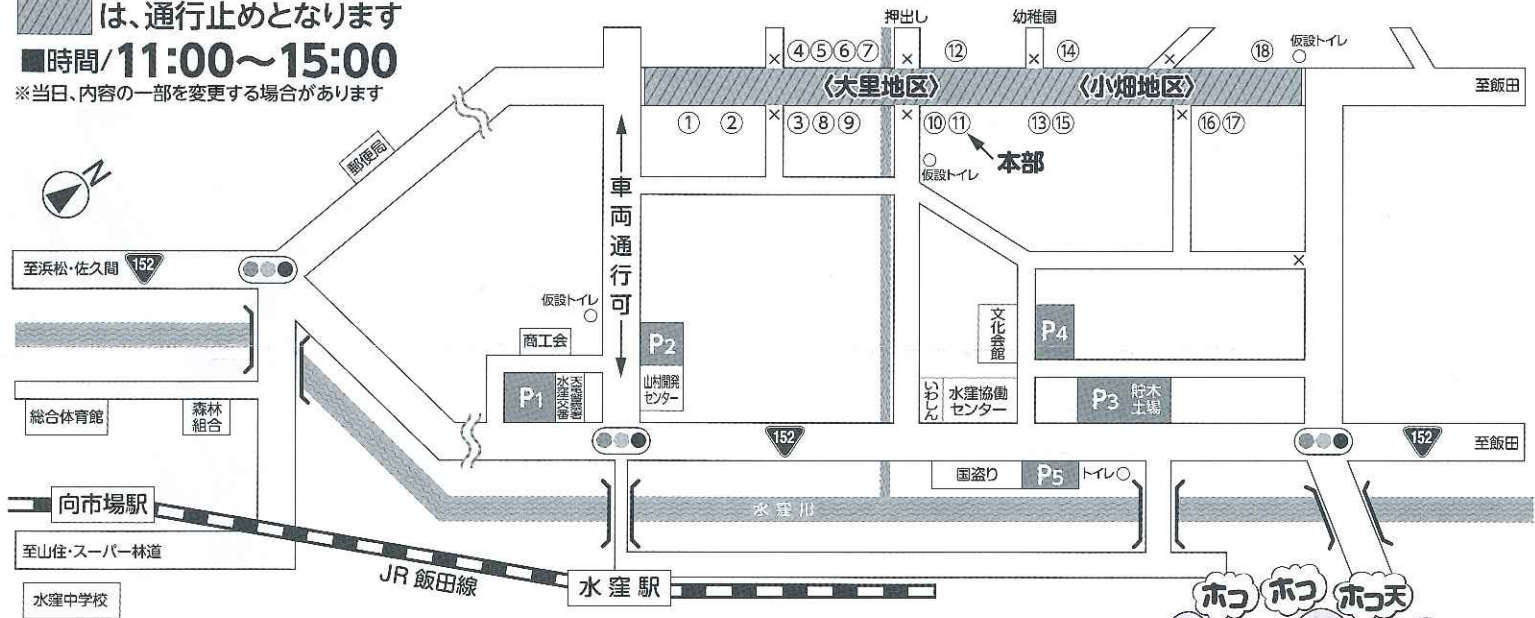 は、通行止めとなります
■時間/11:00～15:00
※当日、内容の一部を変更する場合があります
N
郵便局
至浜松・佐久間
152
押出し
幼稚園
仮設トイレ
④⑤⑥⑦
⑫
⑭
⑱
〈大里地区〉
〈小畑地区〉
至飯田
①
②
③⑧⑨
⑩⑪
⑬⑮
⑯⑰
本部
仮設トイレ
車両通行可
仮設トイレ
商工会
P1
天竜警察署
水窪交番
P2
山村開発
センター
文化会館
P4
いわしん
水窪協働
センター
P3
貯木
土場
総合体育館
森林
組合
152
152
至飯田
国盗り
P5
トイレ
水窪川
向市場駅
至山住・スーパー林道
JR飯田線
水窪駅
水窪中学校
ホコ
ホコ
ホコ天